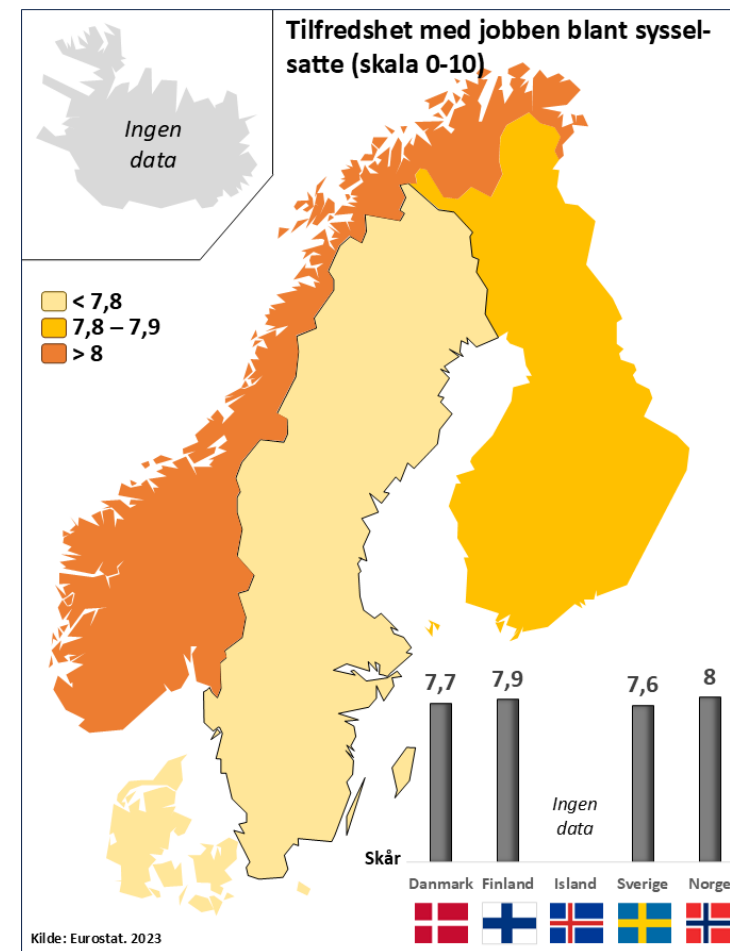 Tilfredshet med jobben blant syssel-
satte (skala 0-10)
Ingen
data
< 7,8
7,8 – 7,9
> 8
7,7
7,9
7,6
8
Ingen
data
Skår
Danmark
Finland
Island
Sverige
Norge
Kilde: Eurostat. 2023